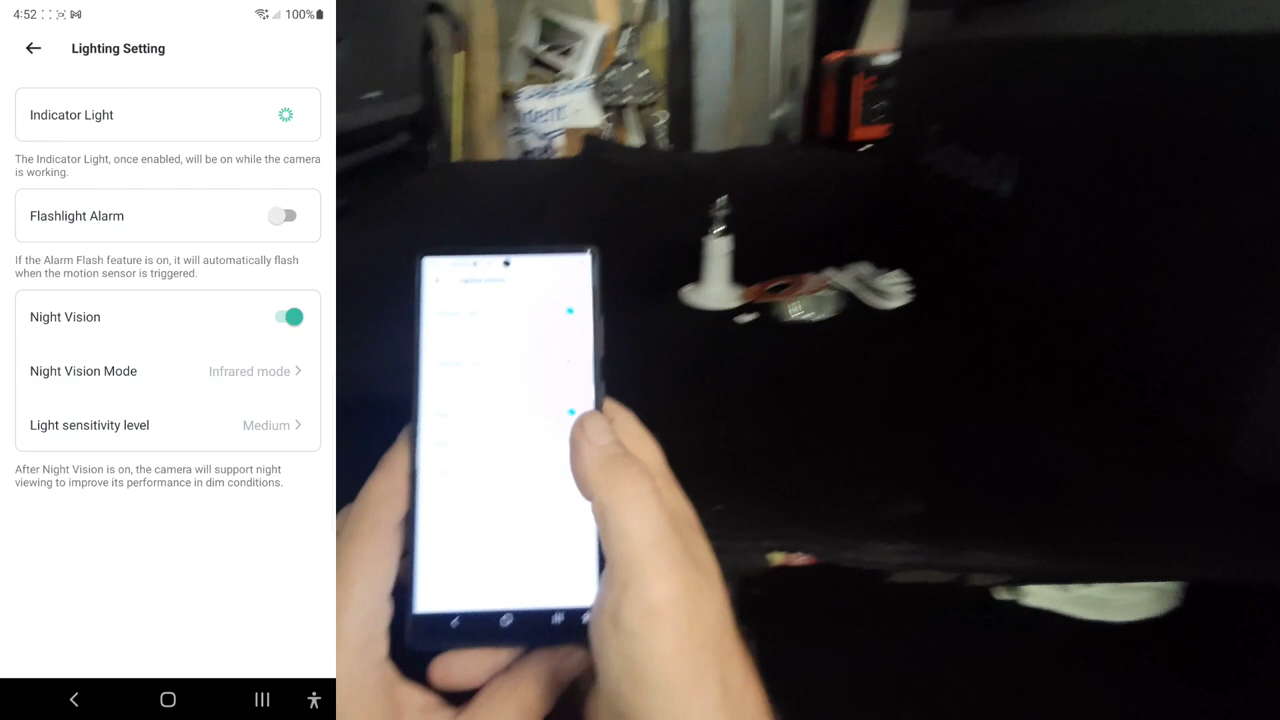 4:52
100%
Lighting Setting
Indicator Light
The Indicator Light, once enabled, will be on while the camera
is working.
Flashlight Alarm
If the Alarm Flash feature is on, it will automatically flash
when the motion sensor is triggered.
Night Vision
Night Vision Mode
Infrared mode
Light sensitivity level
Medium
After Night Vision is on, the camera will support night
viewing to improve its performance in dim conditions.